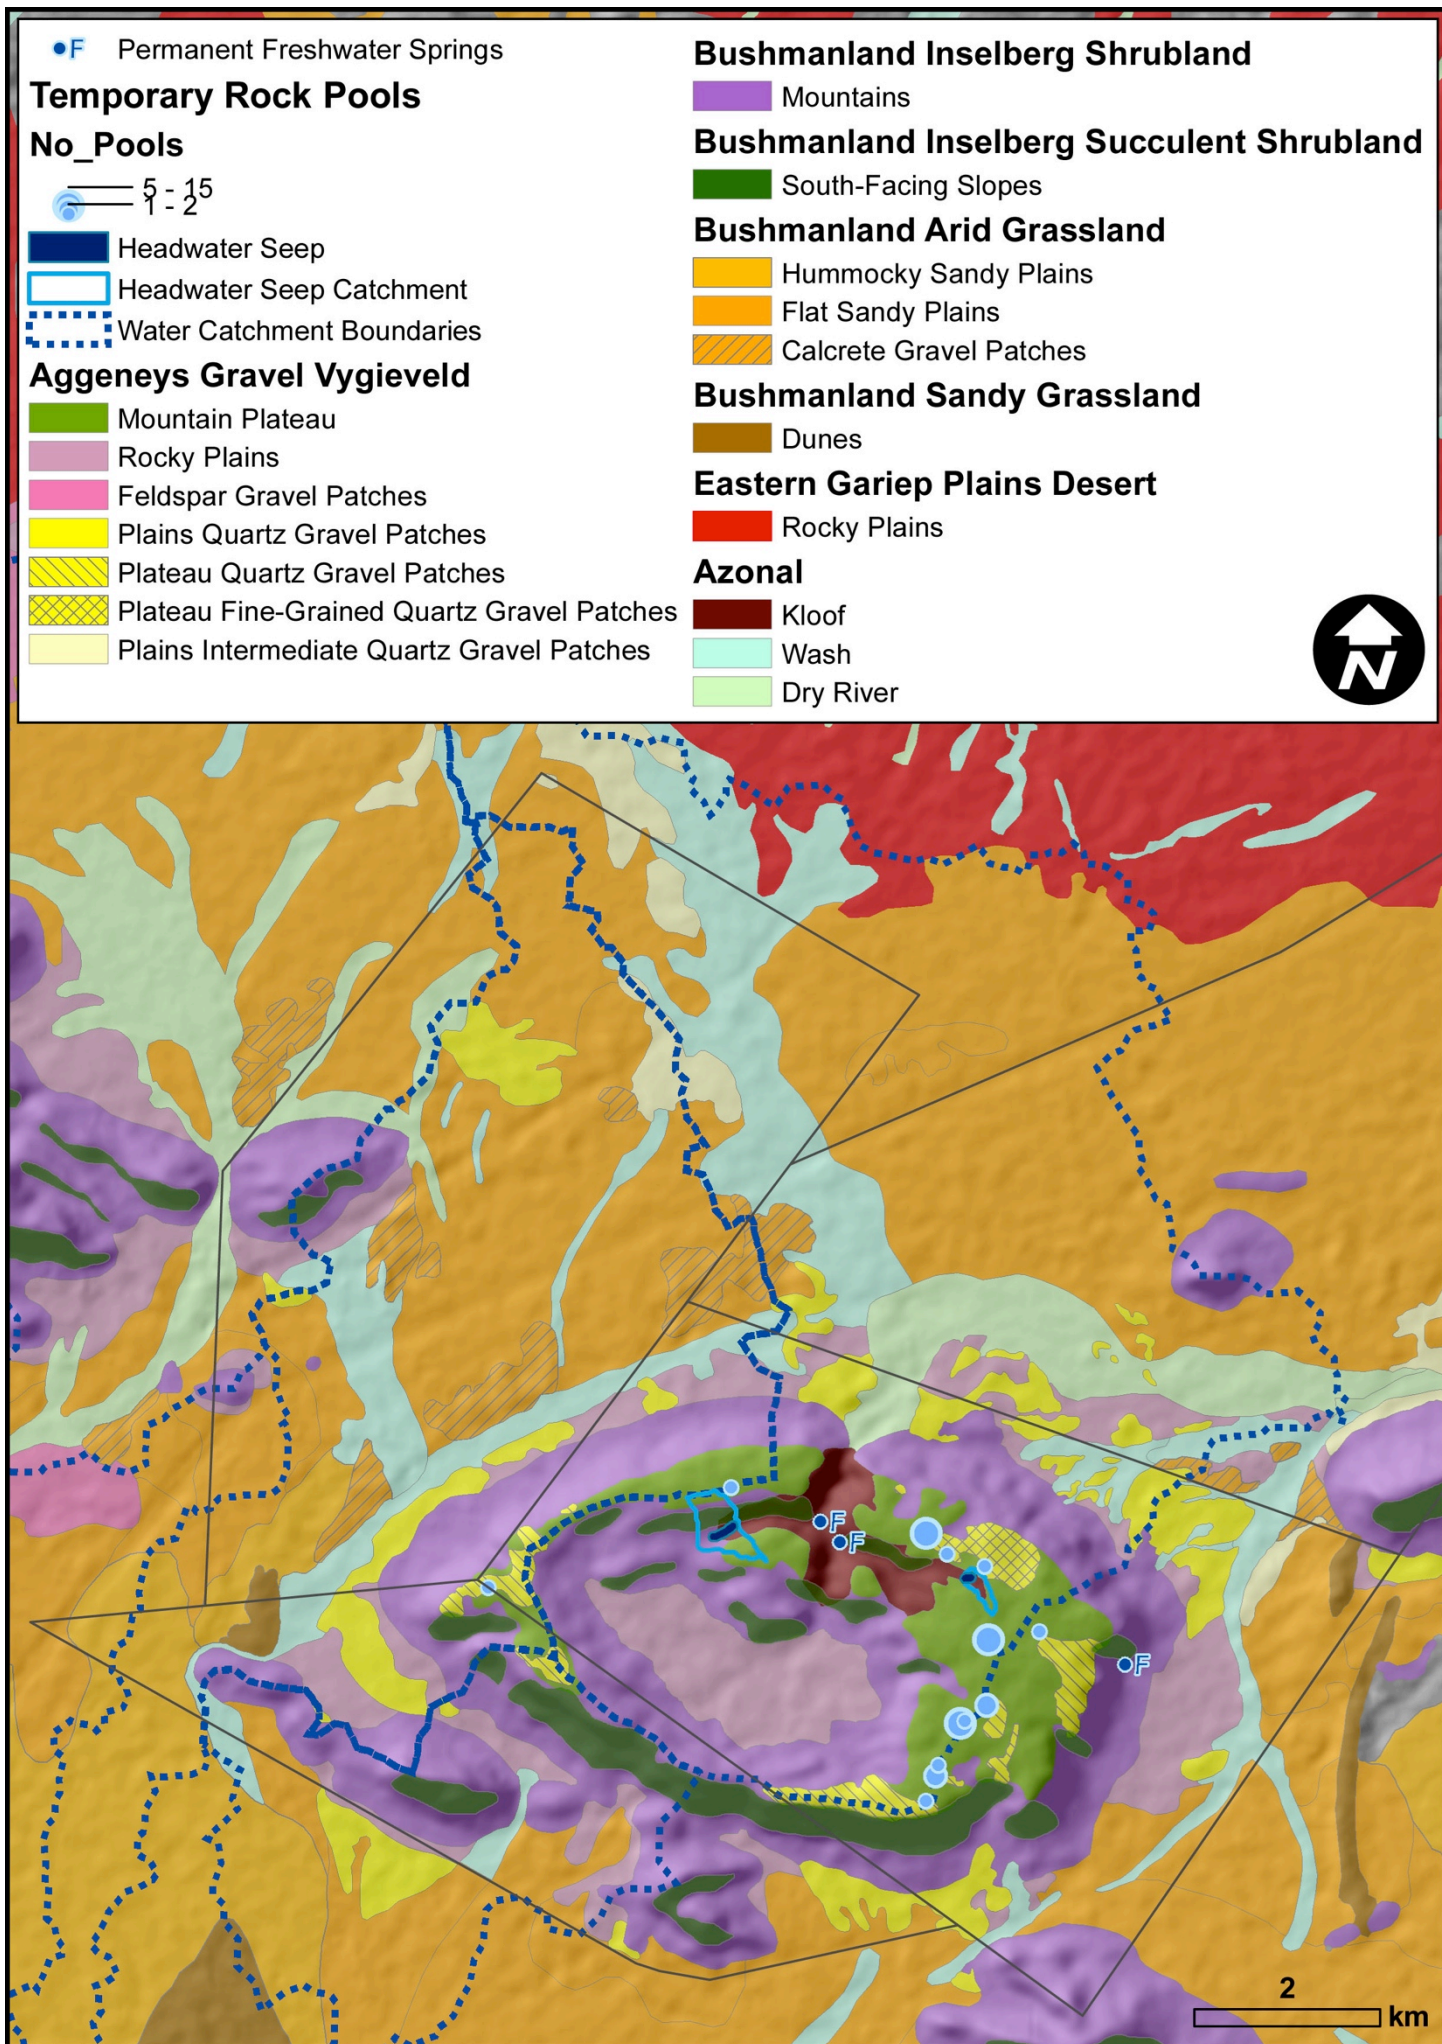 F Permanent Freshwater Springs
Temporary Rock Pools
No_Pools
5 - 15
1 - 2
Headwater Seep
Headwater Seep Catchment
Water Catchment Boundaries
Aggeneys Gravel Vygieveld
Mountain Plateau
Rocky Plains
Feldspar Gravel Patches
Plains Quartz Gravel Patches
Plateau Quartz Gravel Patches
Plateau Fine-Grained Quartz Gravel Patches
Plains Intermediate Quartz Gravel Patches
Bushmanland Inselberg Shrubland
Mountains
Bushmanland Inselberg Succulent Shrubland
South-Facing Slopes
Bushmanland Arid Grassland
Hummocky Sandy Plains
Flat Sandy Plains
Calcrete Gravel Patches
Bushmanland Sandy Grassland
Dunes
Eastern Gariep Plains Desert
Rocky Plains
Azonal
Kloof
Wash
Dry River
N
F
F
F
2
km